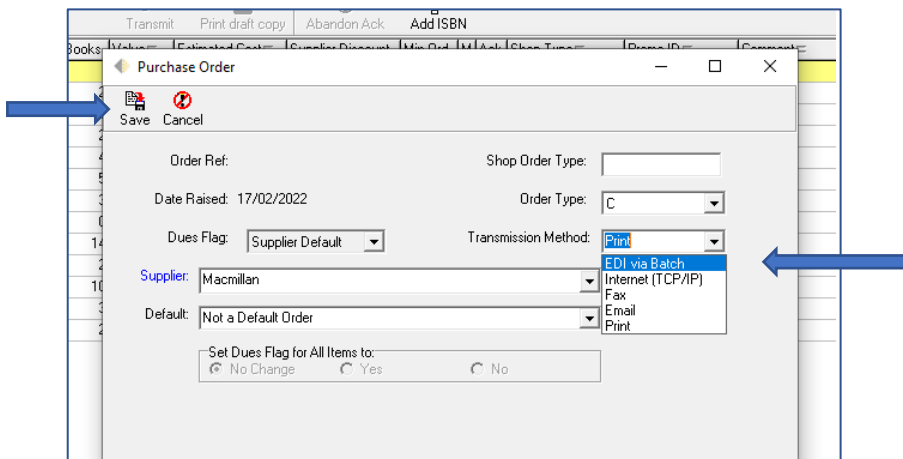 Transmit Print draft copy Abandon Ack Add ISBN
Books Value Estimated Cost Supplier Discount Min Ord M Ack Shop Type Promo ID Comment
Purchase Order
Save Cancel
Order Ref: Shop Order Type:
Date Raised: 17/02/2022 Order Type: C
Dues Flag: Supplier Default Transmission Method: Print
EDI via Batch
Supplier: Macmillan Internet (TCP/IP)
Fax
Default: Not a Default Order Email
Print
Set Dues Flag for All Items to:
No Change Yes No
14
10